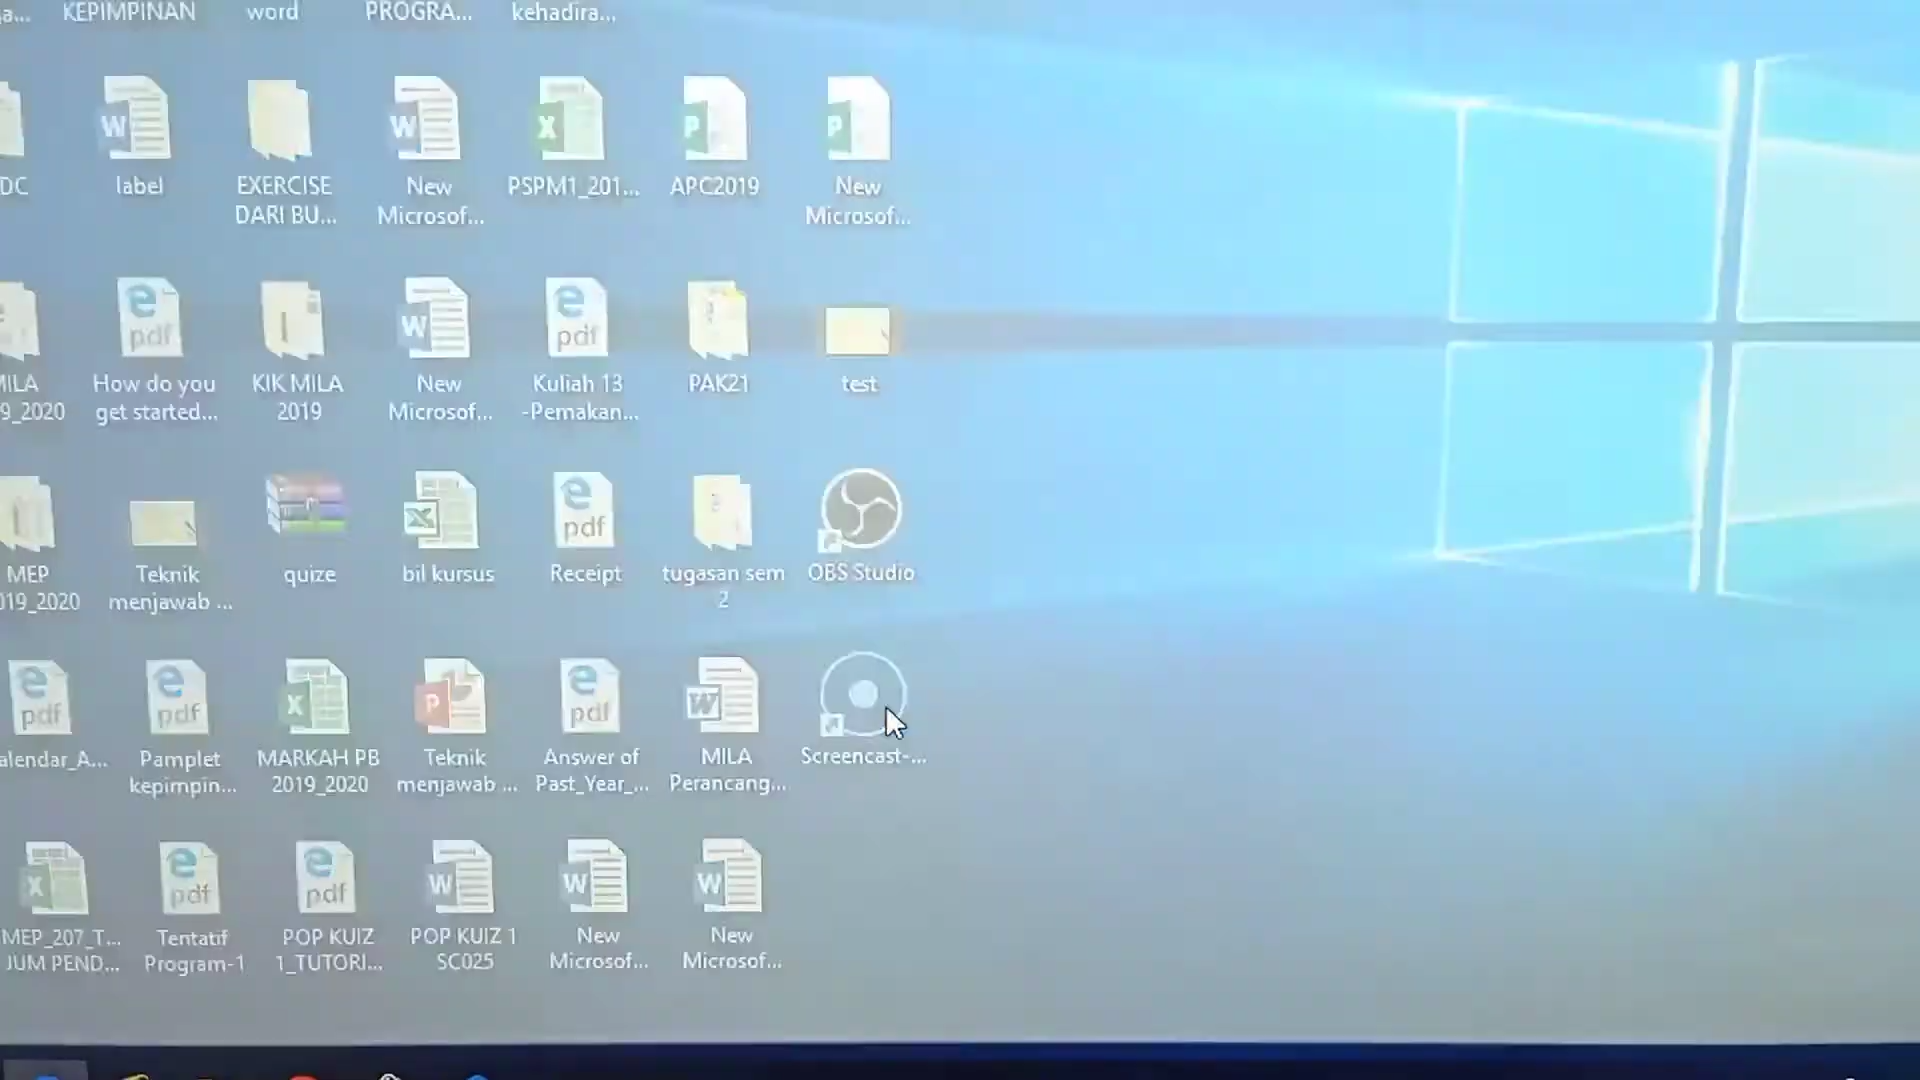 KEPIMPINAN
word
PROGRA...
kehadira...
DC
label
EXERCISE
DARI BU...
New
Microsof...
PSPM1_201...
APC2019
New
Microsof...
9_2020
How do you
get started...
KIK MILA
2019
New
Microsof...
Kuliah 13
-Pemakan...
PAK21
test
MEP
019_2020
Teknik
menjawab ...
quize
bil kursus
Receipt
tugasan sem
2
OBS Studio
alendar_A...
Pamplet
kepimpin...
MARKAH PB
2019_2020
Teknik
menjawab ...
Answer of
Past_Year_...
MILA
Perancang...
Screencast-...
MEP_207_T...
JUM PEND...
Tentatif
Program-1
POP KUIZ
1_TUTORI...
POP KUIZ 1
SC025
New
Microsof...
New
Microsof...